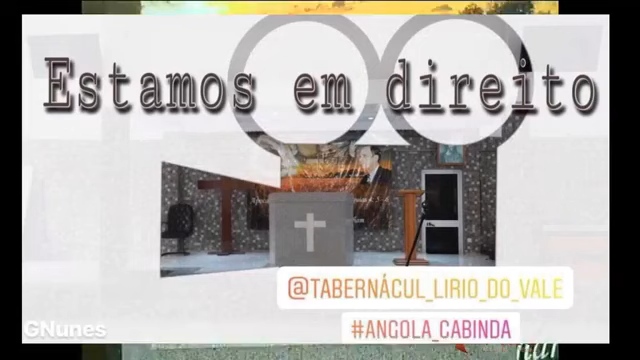 Estamos em direito
@TABERNÁCUL_LIRIO_DO_VALE
#ANGOLA_CABINDA
GNunes